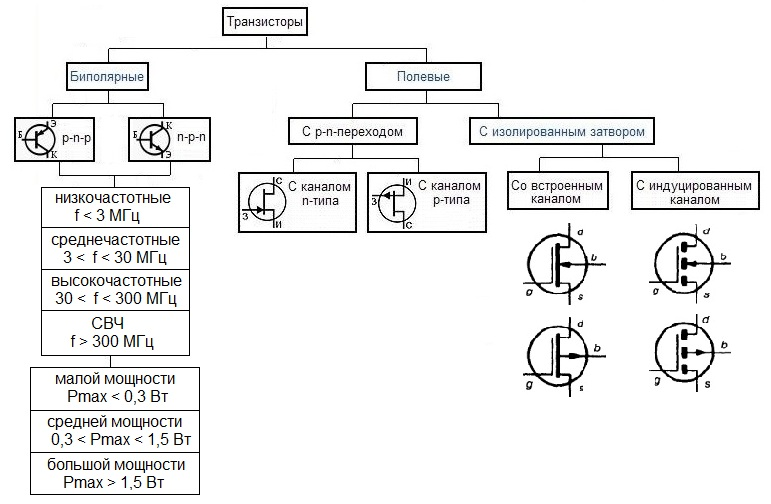 Транзисторы
Биполярные
Полевые
Б
Э
К
p-n-p
Б
К
Э
n-p-n
С p-n-переходом
С изолированным затвором
низкочастотные
f < 3 МГц
среднечастотные
3 < f < 30 МГц
высокочастотные
30 < f < 300 МГц
СВЧ
f > 300 МГц
малой мощности
Pmax < 0,3 Вт
средней мощности
0,3 < Pmax < 1,5 Вт
большой мощности
Pmax > 1,5 Вт
С
З
И
С каналом
n-типа
И
З
С
С каналом
p-типа
Со встроенным
каналом
С индуцированным
каналом
d
b
g
s
d
b
g
s
d
b
g
s
d
b
g
s